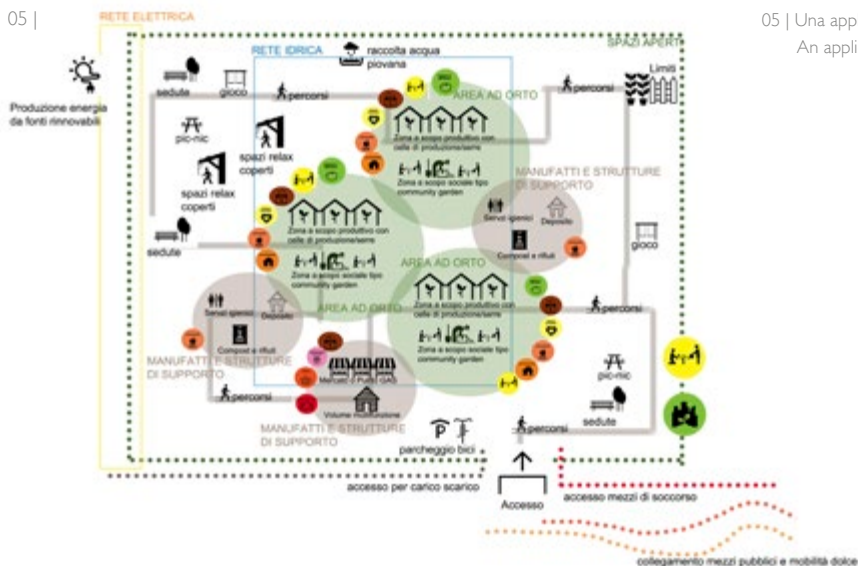 05 |
RETE ELETTRICA
05 | Una app
An appli
SPAZI APERTI
RETE IDRICA
raccolta acqua
piovana
Limiti
sedute
gioco
percorsi
percorsi
AREA AD ORTO
Produzione energia
da fonti rinnovabili
pic-nic
spazi relax
coperti
Zona a scopo produttivo con
celle di produzione/serre
spazi relax
coperti
Zona a scopo sociale tipo
community garden
MANUFATTI E STRUTTURE
DI SUPPORTO
Servizi igienici
Deposito
Compost e rifiuti
sedute
Zona a scopo produttivo con
celle di produzione/serre
gioco
Zona a scopo sociale tipo
community garden
AREA AD ORTO
Zona a scopo produttivo con
celle di produzione/serre
AREA AD ORTO
Servizi igienici
Deposito
percorsi
Compost e rifiuti
Zona a scopo sociale tipo
community garden
MANUFATTI E STRUTTURE
DI SUPPORTO
Mercato o Punto GAS
pic-nic
percorsi
Volume multifunzione
sedute
MANUFATTI E STRUTTURE
DI SUPPORTO
P
parcheggio bici
percorsi
accesso per carico scarico
accesso mezzi di soccorso
Accesso
collegamento mezzi pubblici e mobilità dolce